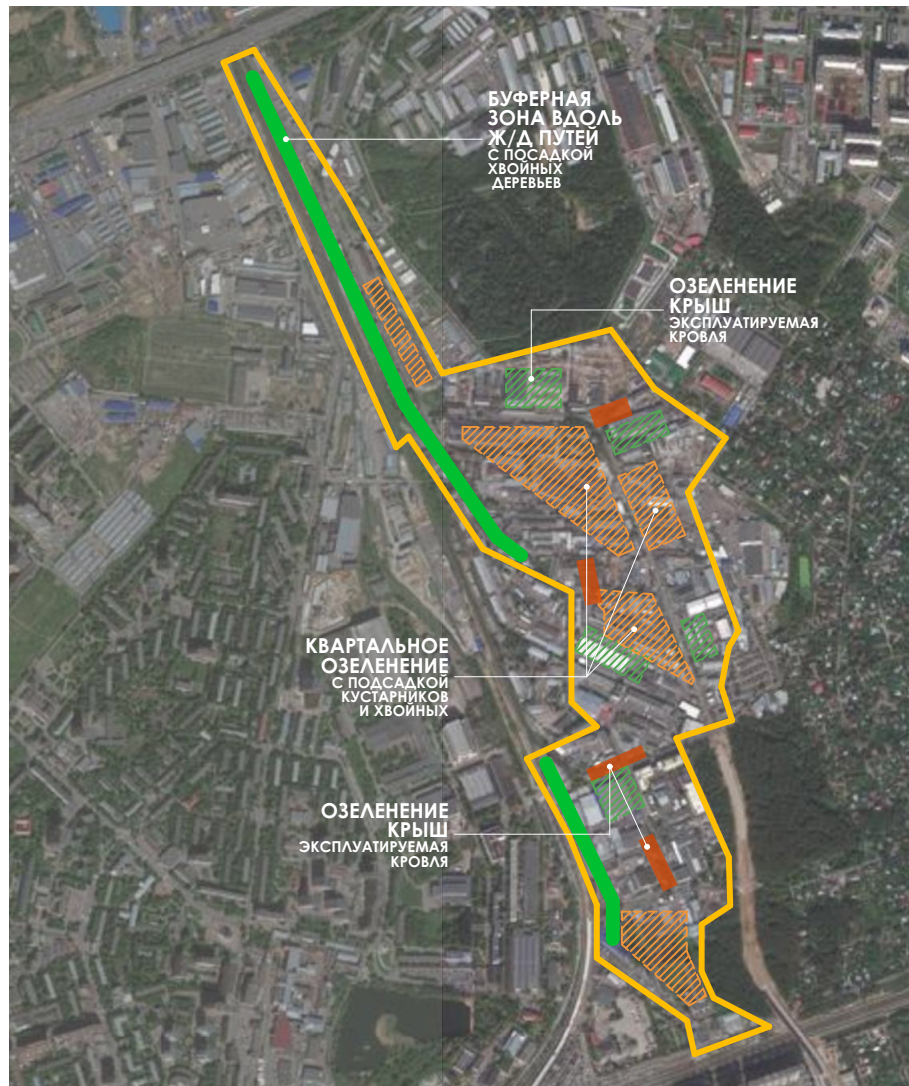 БУФЕРНАЯ
ЗОНА ВДОЛЬ
Ж/Д ПУТЕЙ
С ПОСАДКОЙ
ХВОЙНЫХ
ДЕРЕВЬЕВ
ОЗЕЛЕНЕНИЕ
КРЫШ
ЭКСПЛУАТИРУЕМАЯ
КРОВЛЯ
КВАРТАЛЬНОЕ
ОЗЕЛЕНЕНИЕ
С ПОДСАДКОЙ
КУСТАРНИКОВ
И ХВОЙНЫХ
ОЗЕЛЕНЕНИЕ
КРЫШ
ЭКСПЛУАТИРУЕМАЯ
КРОВЛЯ